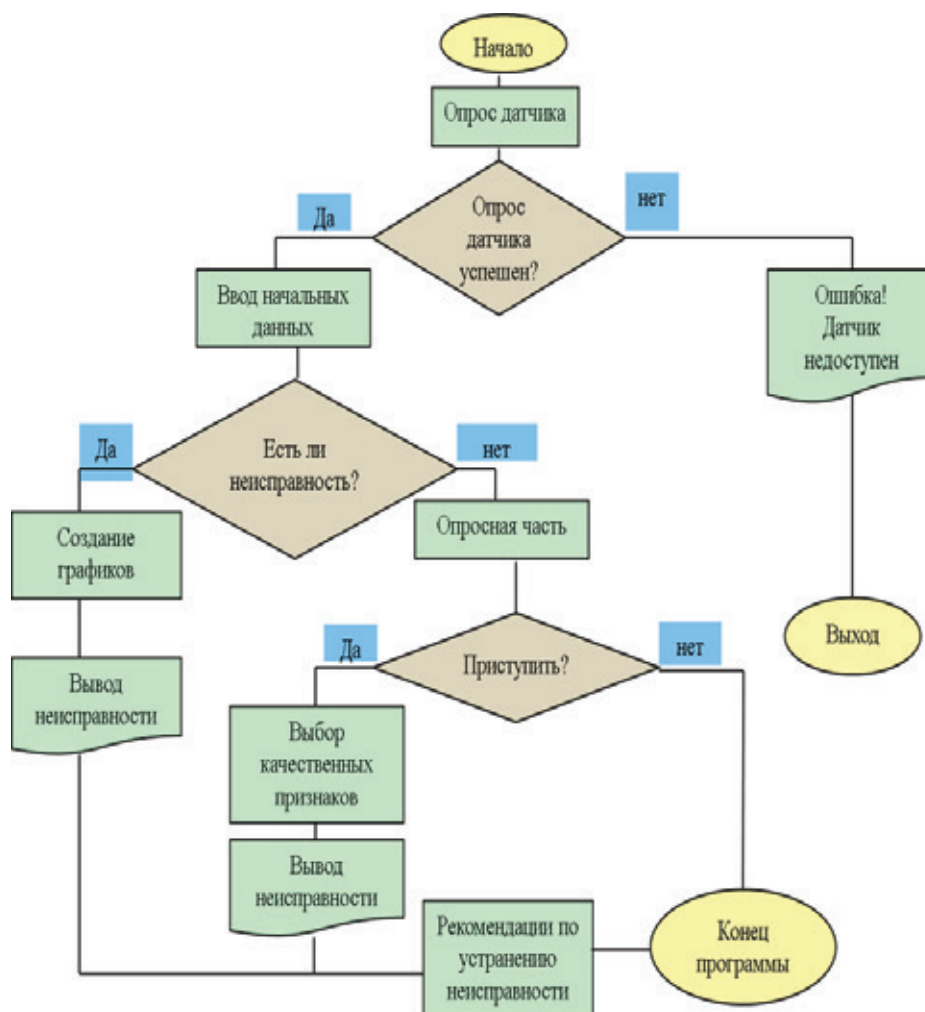 Начало
Опрос датчика
Опрос
датчика
успешен?
Да
нет
Ввод начальных
данных
Ошибка!
Датчик
недоступен
Есть ли
неисправность?
Да
нет
Создание
графиков
Опросная часть
Выход
Приступить?
Да
нет
Вывод
неисправности
Выбор
качественных
признаков
Вывод
неисправности
Рекомендации по
устранению
неисправности
Конец
программы